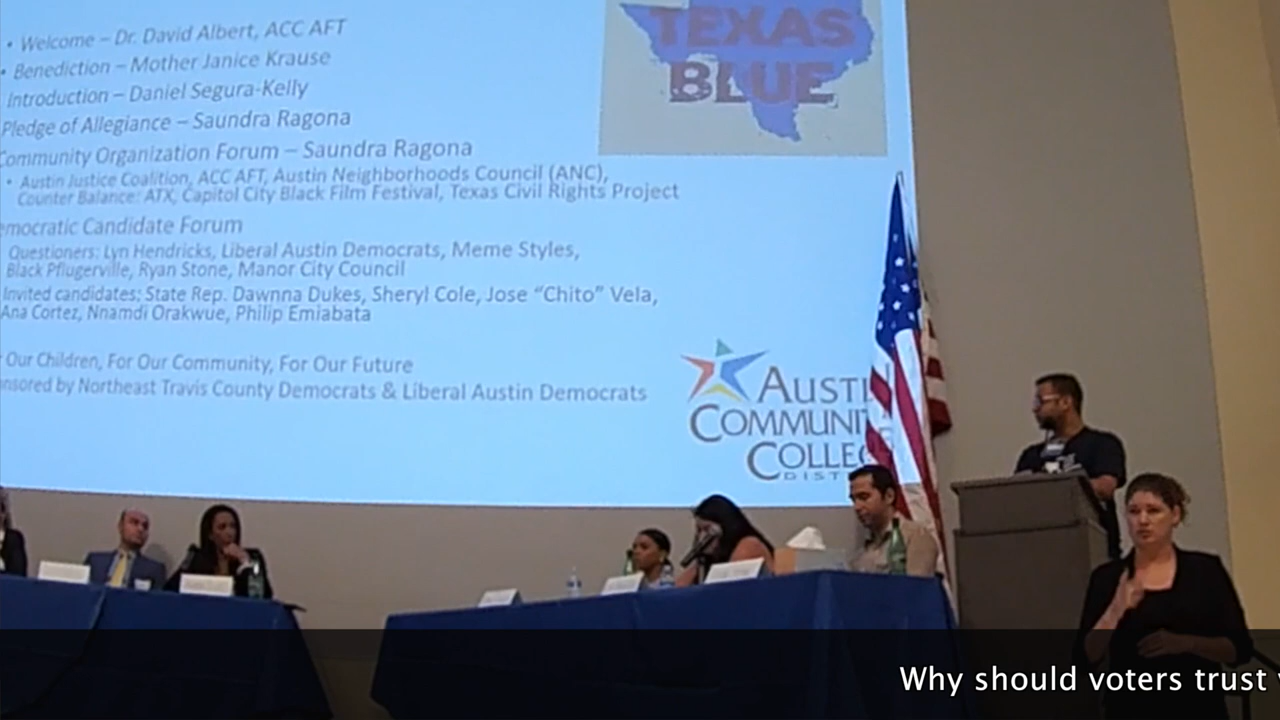 • Welcome – Dr. David Albert, ACC AFT
• Benediction – Mother Janice Krause
Introduction – Daniel Segura-Kelly
Pledge of Allegiance – Saundra Ragona
Community Organization Forum – Saundra Ragona
• Austin Justice Coalition, ACC AFT, Austin Neighborhoods Council (ANC),
Counter Balance: ATX, Capitol City Black Film Festival, Texas Civil Rights Project
emocratic Candidate Forum
Questioners: Lyn Hendricks, Liberal Austin Democrats, Meme Styles,
Black Pflugerville, Ryan Stone, Manor City Council
Invited candidates: State Rep. Dawnna Dukes, Sheryl Cole, Jose “Chito” Vela,
Ana Cortez, Nnamdi Orakwue, Philip Emiabata
Our Children, For Our Community, For Our Future
nsored by Northeast Travis County Democrats & Liberal Austin Democrats
TEXAS
BLUE
AUSTI
COMMUNI
COLLEG
DIST
Why should voters trust